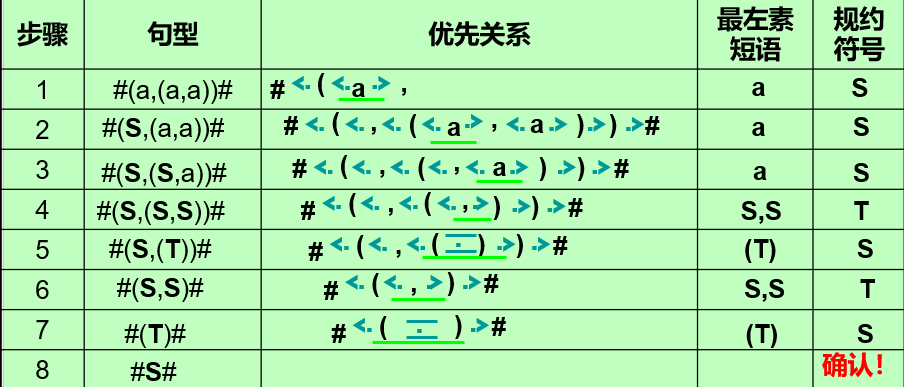 步骤 句型 优先关系 最左素短语 规约符号
1 #(a,(a,a))# # <· ( <· a ·> , a S
2 #(S,(a,a))# # <· ( <· , <· ( <· a ·> , <· a ·> ) ·> ) ·> # a S
3 #(S,(S,a))# # <· ( <· , <· ( <· , <· a ·> ) ·> ) ·> # a S
4 #(S,(S,S))# # <· ( <· , <· ( <· , ·> ) ·> ) ·> # S,S T
5 #(S,(T))# # <· ( <· , <· ( ≖ ) ·> ) ·> # (T) S
6 #(S,S)# # <· ( <· , ·> ) ·> # S,S T
7 #(T)# # <· ( ≖ ) ·> # (T) S
8 #S# 确认！